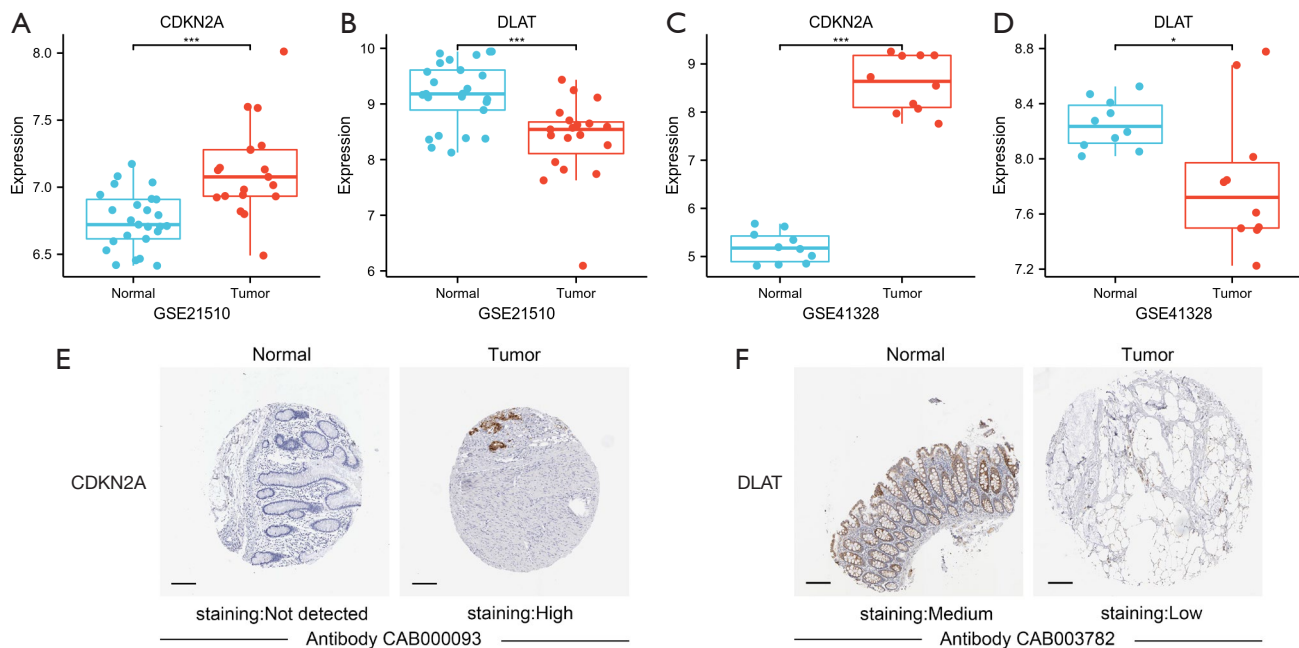 A
CDKN2A
***
8.0
7.5
7.0
6.5
Expression
Normal
Tumor
GSE21510
B
DLAT
***
10
9
8
7
6
Expression
Normal
Tumor
GSE21510
C
CDKN2A
***
9
8
7
6
5
Expression
Normal
Tumor
GSE41328
D
DLAT
*
8.8
8.4
8.0
7.6
7.2
Expression
Normal
Tumor
GSE41328
E
Normal
Tumor
CDKN2A
staining:Not detected
staining:High
Antibody CAB000093
F
Normal
Tumor
DLAT
staining:Medium
staining:Low
Antibody CAB003782